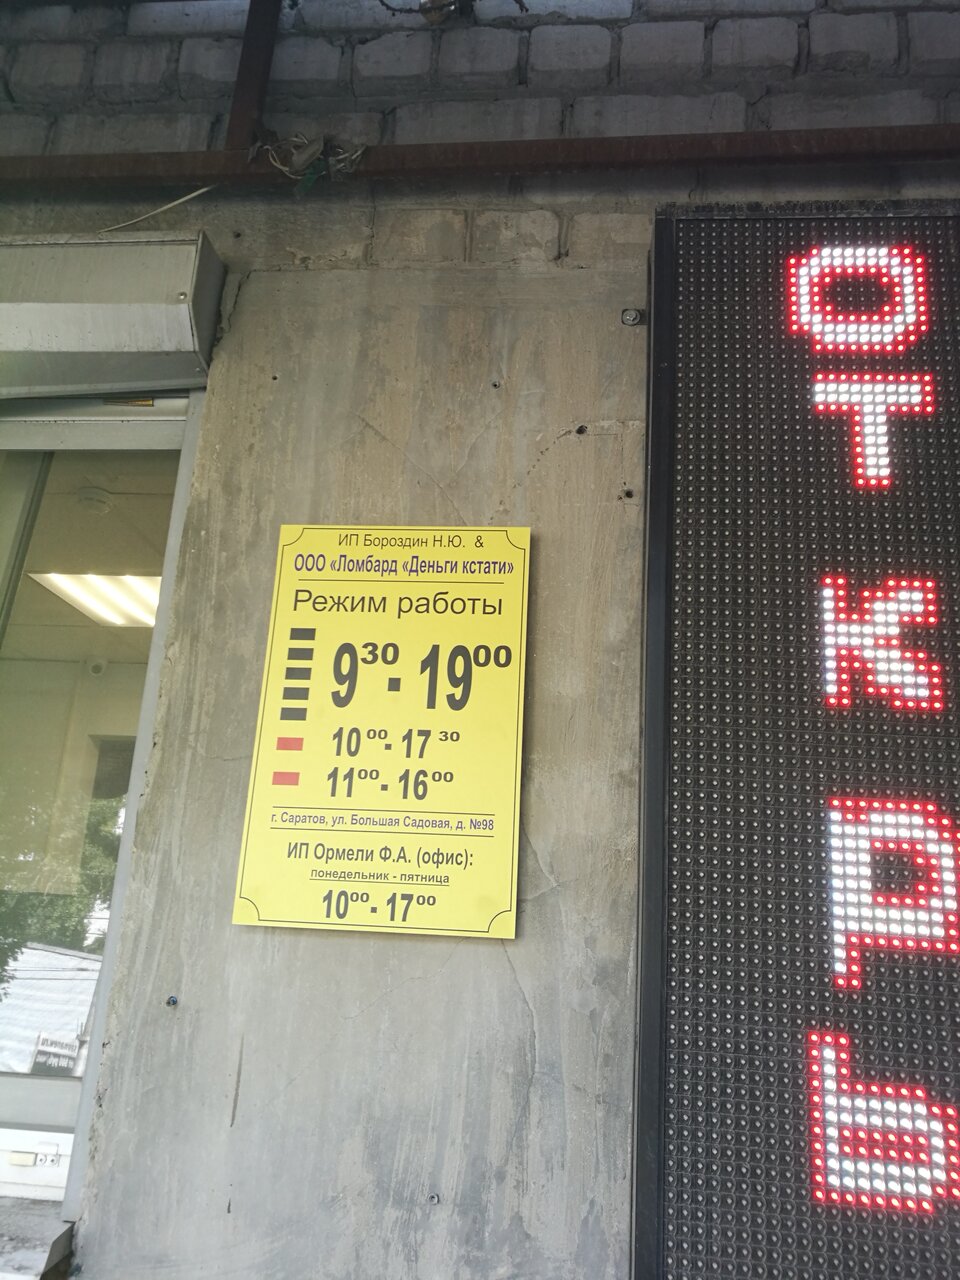 ИП Бороздин Н.Ю. &
ООО «Ломбард «Деньги кстати»
Режим работы
9³⁰ - 19⁰⁰
10⁰⁰ - 17³⁰
11⁰⁰ - 16⁰⁰
г. Саратов, ул. Большая Садовая, д. №98
ИП Ормели Ф.А. (офис):
понедельник - пятница
10⁰⁰ - 17⁰⁰
О
Т
К
Р
Ы